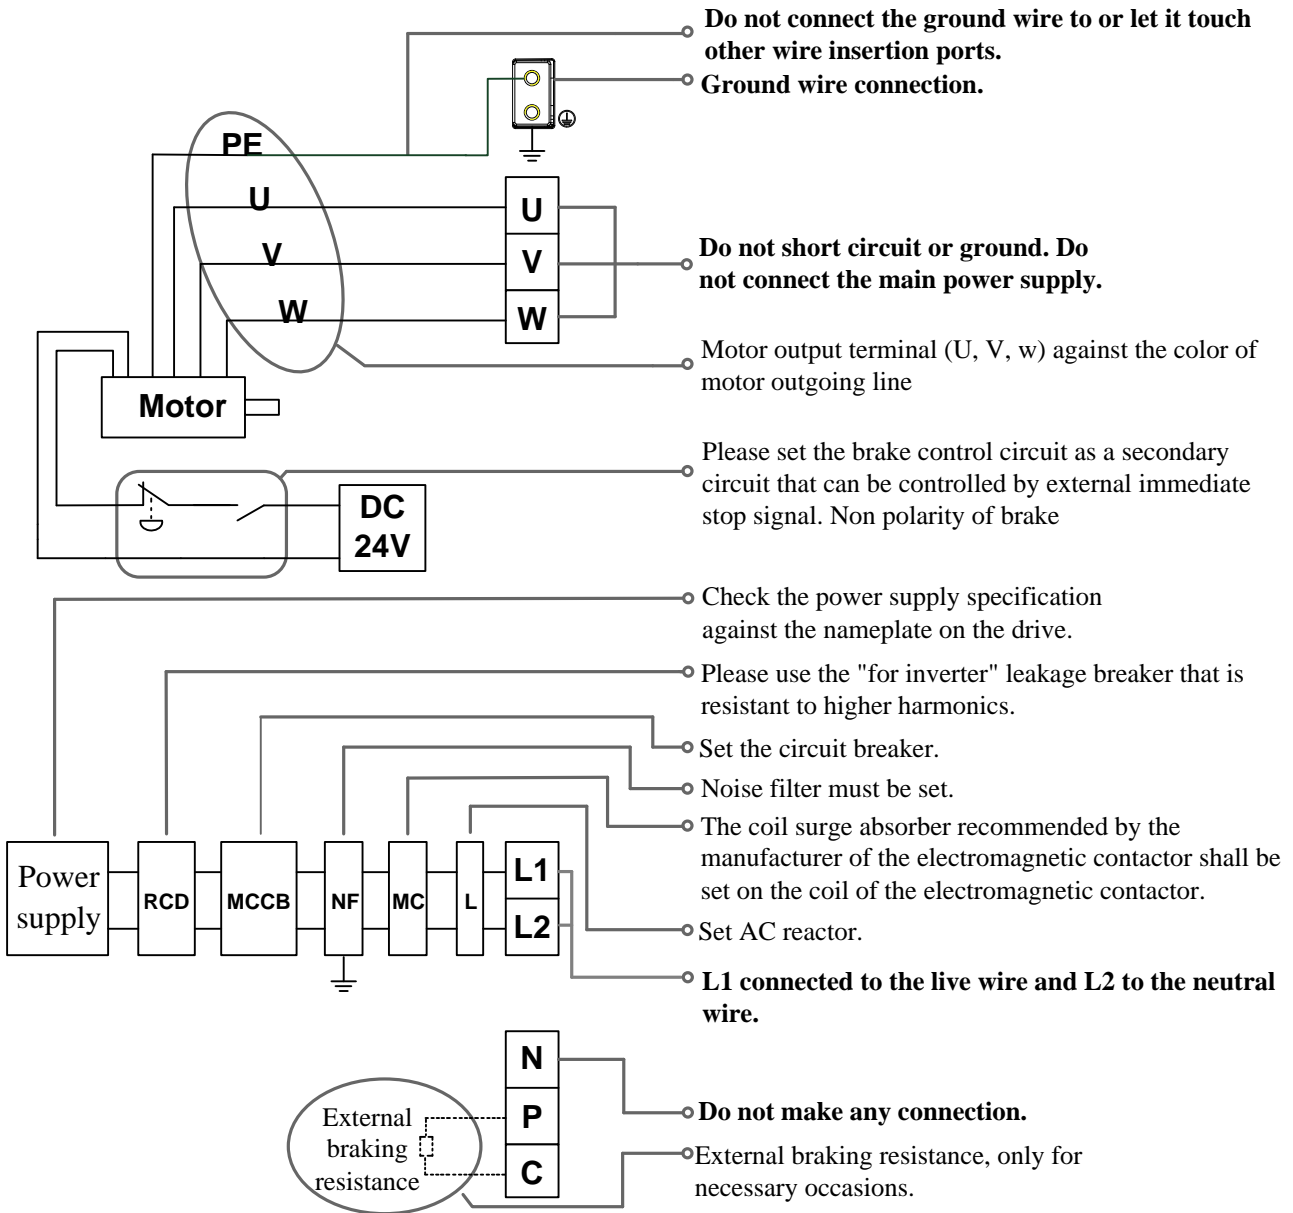 Do not connect the ground wire to or let it touch
other wire insertion ports.
Ground wire connection.
PE
U
V
W
U
V
W
Do not short circuit or ground. Do
not connect the main power supply.
Motor output terminal (U, V, w) against the color of
motor outgoing line
Motor
Please set the brake control circuit as a secondary
circuit that can be controlled by external immediate
stop signal. Non polarity of brake
DC
24V
Check the power supply specification
against the nameplate on the drive.
Please use the "for inverter" leakage breaker that is
resistant to higher harmonics.
Set the circuit breaker.
Noise filter must be set.
The coil surge absorber recommended by the
manufacturer of the electromagnetic contactor shall be
set on the coil of the electromagnetic contactor.
Power
supply
RCD
MCCB
NF
MC
L
L1
L2
Set AC reactor.
L1 connected to the live wire and L2 to the neutral
wire.
N
P
C
Do not make any connection.
External
braking
resistance
External braking resistance, only for
necessary occasions.